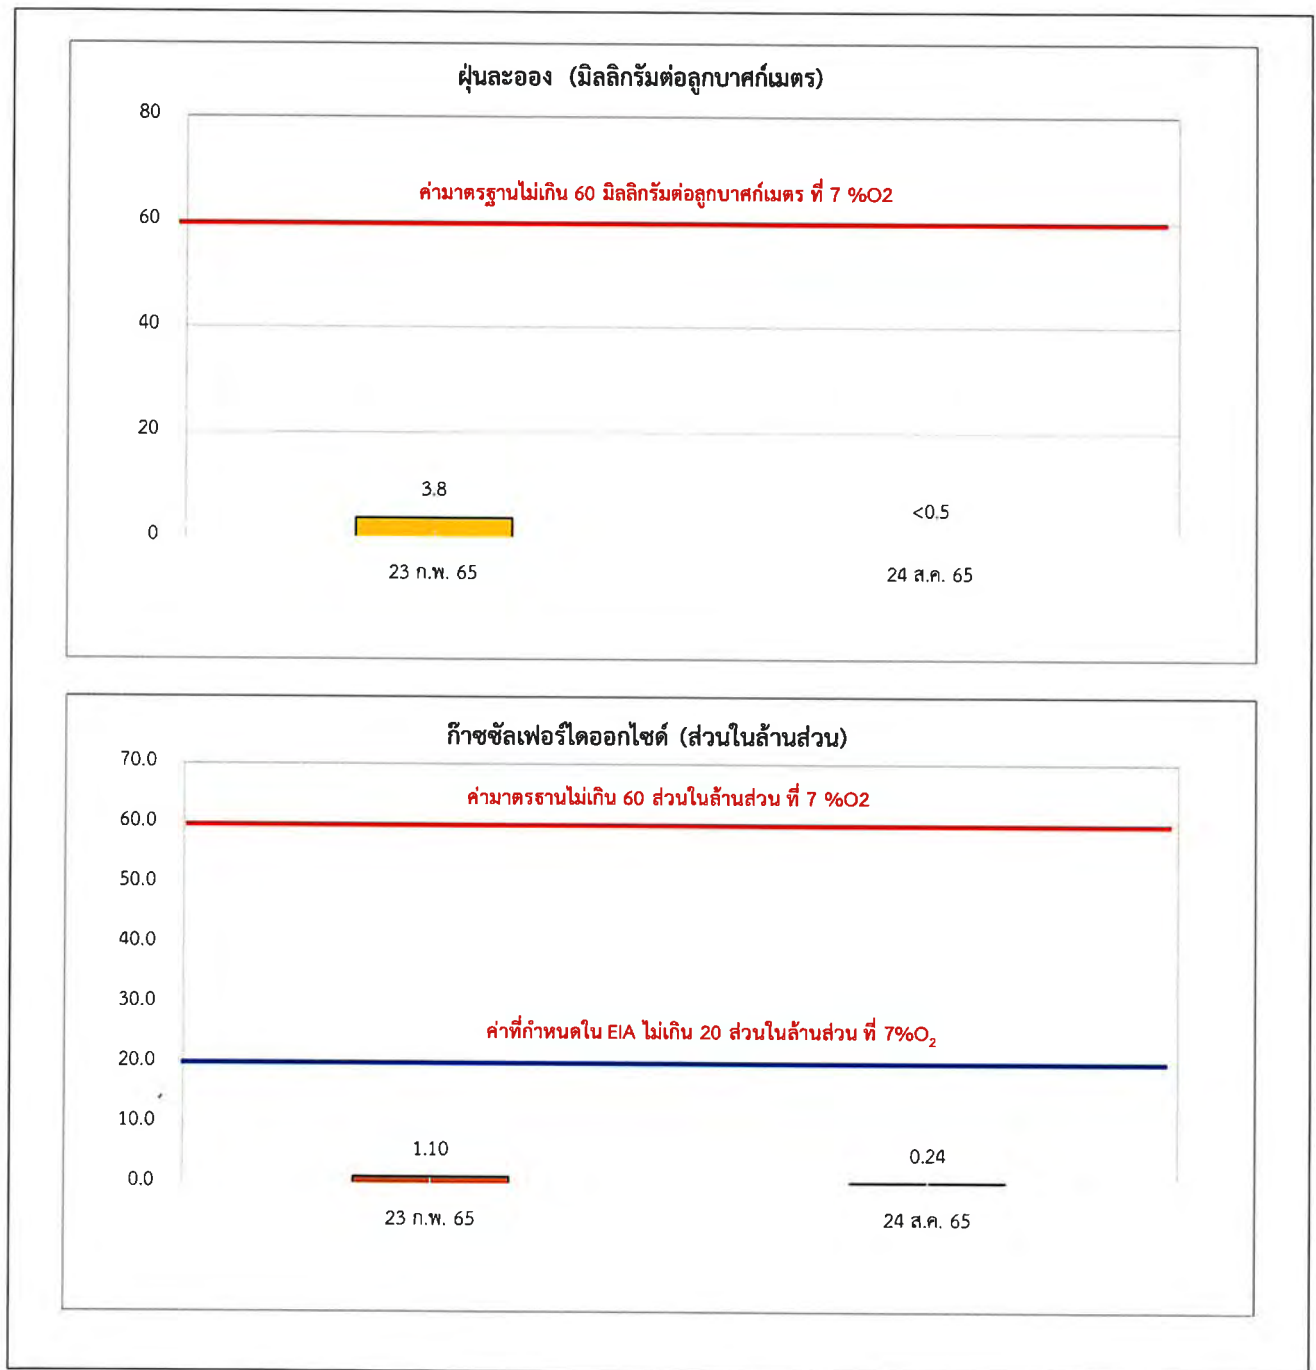 ฝุ่นละออง (มิลลิกรัมต่อลูกบาศก์เมตร)
80
ค่ามาตรฐานไม่เกิน 60 มิลลิกรัมต่อลูกบาศก์เมตร ที่ 7 %O2
60
40
20
3.8
<0.5
0
23 ก.พ. 65
24 ส.ค. 65
ก๊าซซัลเฟอร์ไดออกไซด์ (ส่วนในล้านส่วน)
70.0
ค่ามาตรฐานไม่เกิน 60 ส่วนในล้านส่วน ที่ 7 %O2
60.0
50.0
40.0
30.0
ค่าที่กำหนดใน EIA ไม่เกิน 20 ส่วนในล้านส่วน ที่ 7%O₂
20.0
10.0
1.10
0.24
0.0
23 ก.พ. 65
24 ส.ค. 65